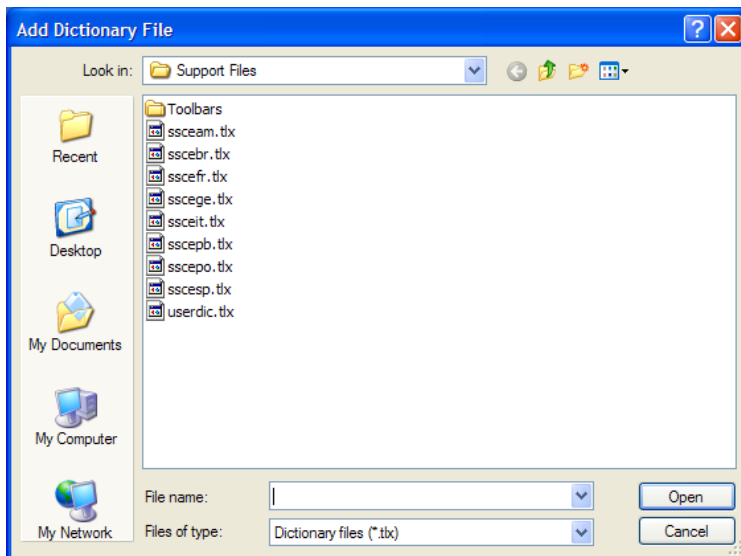 Add Dictionary File
Look in: Support Files
Recent
Desktop
My Documents
My Computer
My Network
Toolbars
ssceam.tlx
sscebr.tlx
sscefr.tlx
sscege.tlx
ssceit.tlx
sscepb.tlx
sscepo.tlx
sscesp.tlx
userdic.tlx
File name:
Open
Files of type: Dictionary files (*.tlx)
Cancel